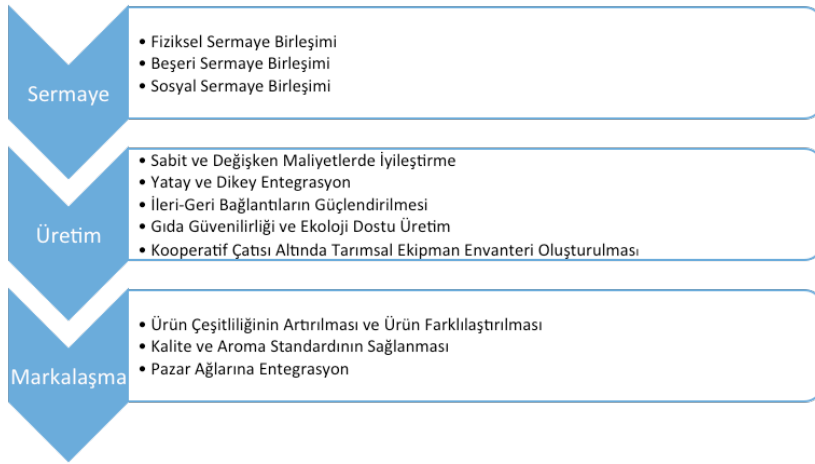 Sermaye
• Fiziksel Sermaye Birleşimi
• Beşeri Sermaye Birleşimi
• Sosyal Sermaye Birleşimi
Üretim
• Sabit ve Değişken Maliyetlerde İyileştirme
• Yatay ve Dikey Entegrasyon
• İleri-Geri Bağlantıların Güçlendirilmesi
• Gıda Güvenilirliği ve Ekoloji Dostu Üretim
• Kooperatif Çatısı Altında Tarımsal Ekipman Envanteri Oluşturulması
Markalaşma
• Ürün Çeşitliliğinin Artırılması ve Ürün Farklılaştırılması
• Kalite ve Aroma Standardının Sağlanması
• Pazar Ağlarına Entegrasyon